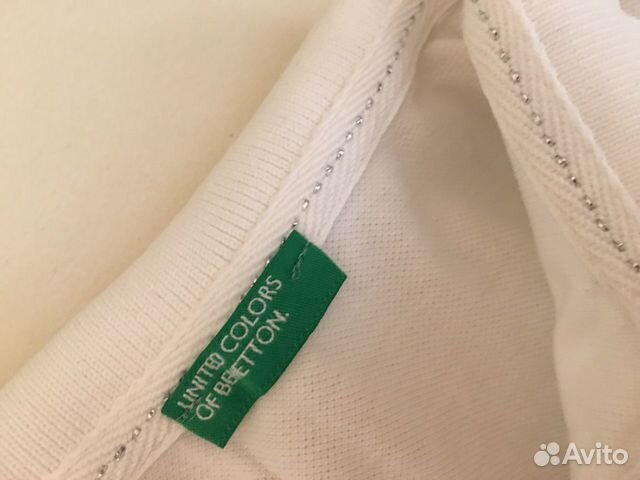 UNITED COLORS
OF BENETTON.
Avito